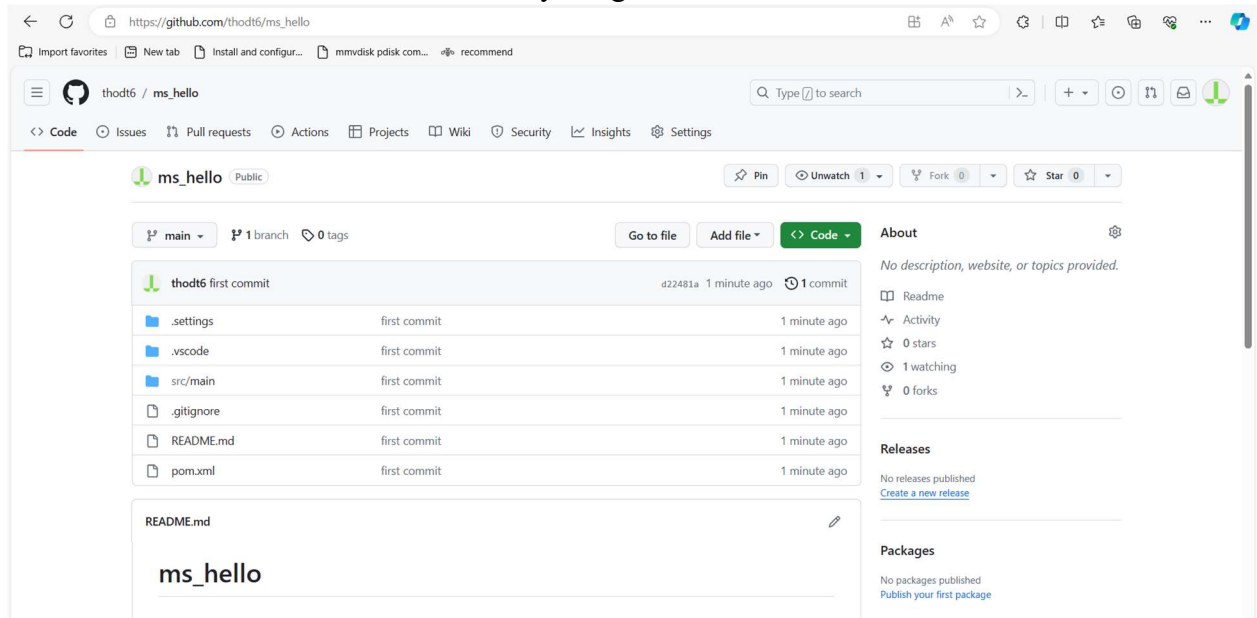 https://github.com/thodt6/ms_hello
Import favorites New tab Install and configur... mmvdisk pdisk com... recommend
thodt6 / ms_hello
Type / to search
Code Issues Pull requests Actions Projects Wiki Security Insights Settings
ms_hello Public
Pin Unwatch 1 Fork 0 Star 0
main 1 branch 0 tags
Go to file Add file Code
thodt6 first commit d22481a 1 minute ago 1 commit
.settings first commit 1 minute ago
.vscode first commit 1 minute ago
src/main first commit 1 minute ago
.gitignore first commit 1 minute ago
README.md first commit 1 minute ago
pom.xml first commit 1 minute ago
README.md
ms_hello
About
No description, website, or topics provided.
Readme
Activity
0 stars
1 watching
0 forks
Releases
No releases published
Create a new release
Packages
No packages published
Publish your first package